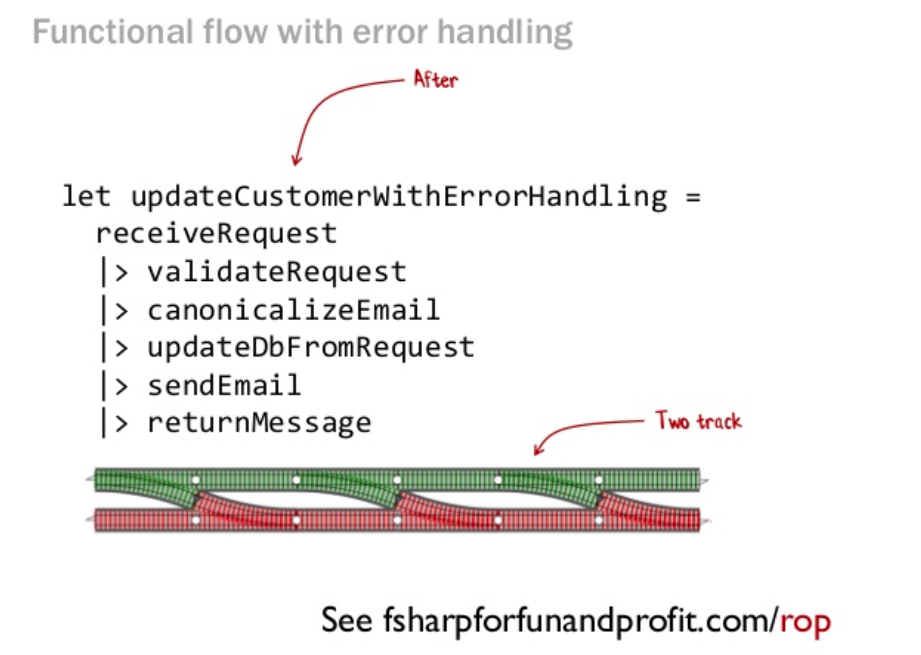 Functional flow with error handling
After
let updateCustomerWithErrorHandling =
receiveRequest
|> validateRequest
|> canonicalizeEmail
|> updateDbFromRequest
|> sendEmail
|> returnMessage
Two track
See fsharpforfunandprofit.com/rop